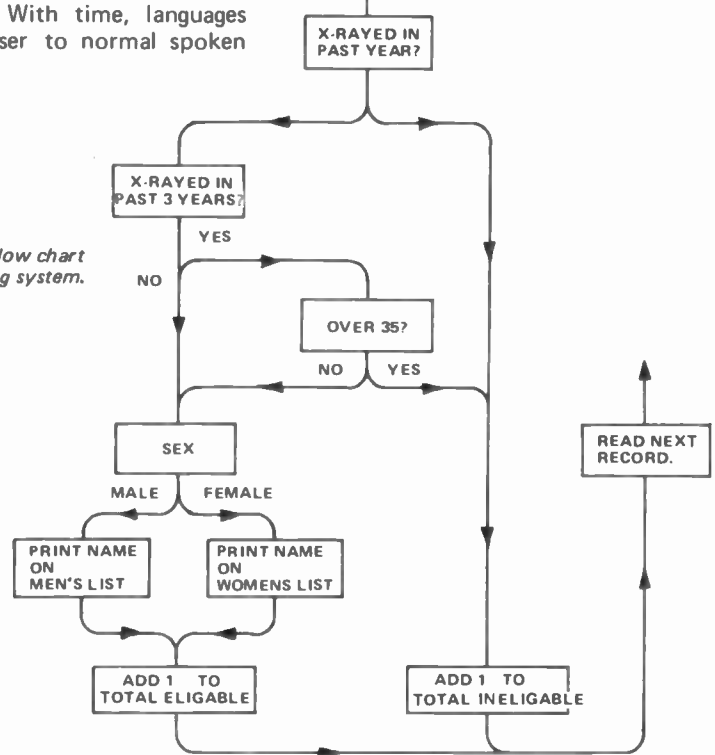 With time, languages
ser to normal spoken
X-RAYED IN
PAST YEAR?
X-RAYED IN
PAST 3 YEARS?
YES
low chart
g system.
NO
OVER 35?
NO YES
SEX
READ NEXT
RECORD.
MALE FEMALE
PRINT NAME
ON
MEN'S LIST
PRINT NAME
ON
WOMENS LIST
ADD 1 TO
TOTAL ELIGABLE
ADD 1 TO
TOTAL INELIGABLE